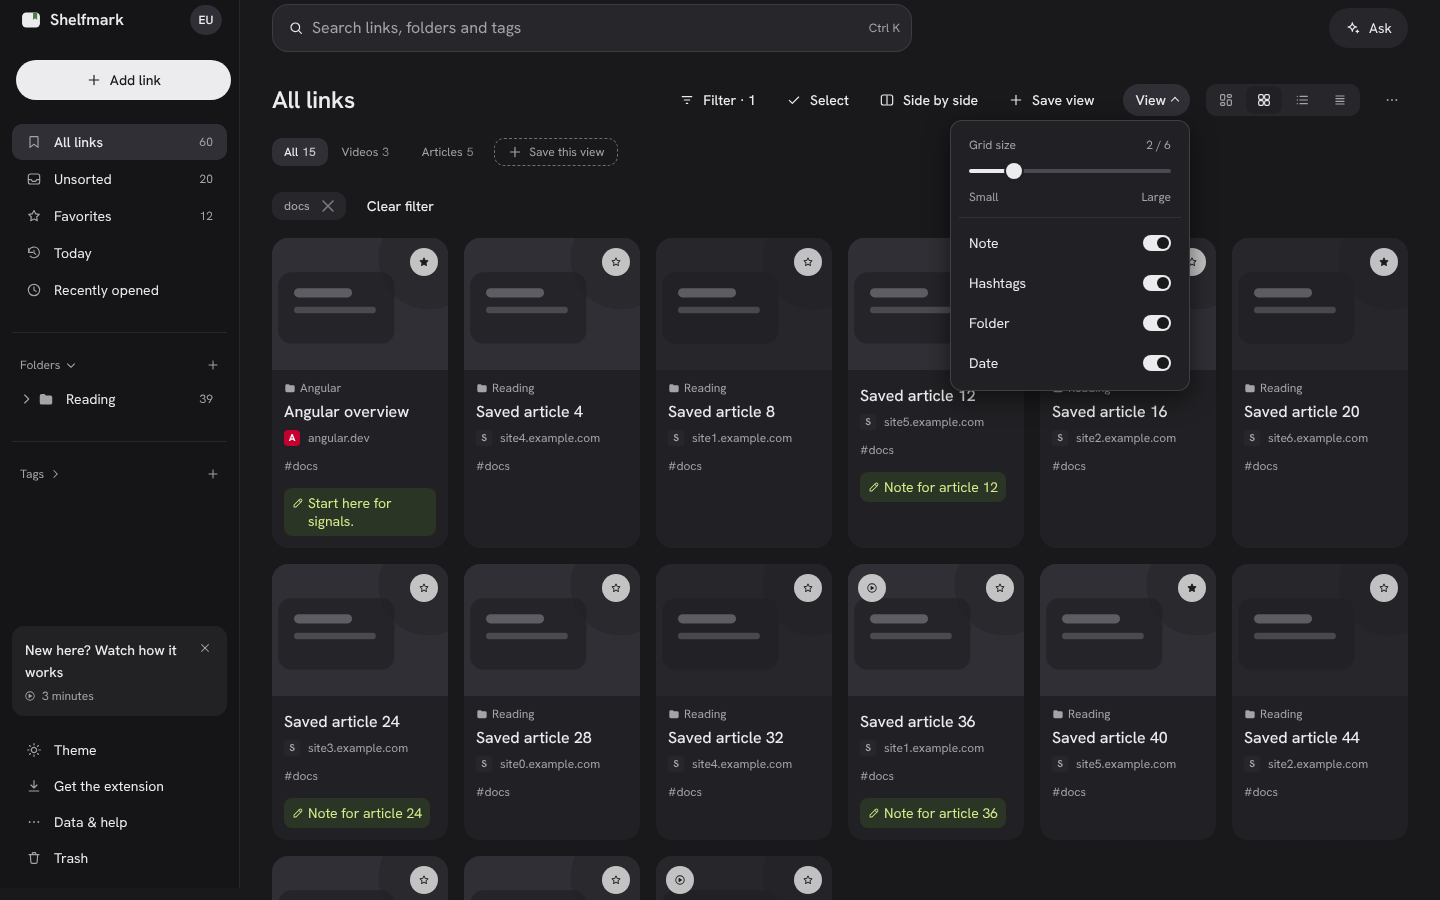 Shelfmark
EU
Add link
All links 60
Unsorted 20
Favorites 12
Today
Recently opened
Folders
Reading 39
Tags
New here? Watch how it
works
3 minutes
Theme
Get the extension
Data & help
Trash
Search links, folders and tags Ctrl K
Ask
All links
Filter · 1 Select Side by side Save view View
All 15 Videos 3 Articles 5 Save this view
docs Clear filter
Grid size 2 / 6
Small Large
Note
Hashtags
Folder
Date
Angular
Angular overview
A angular.dev
#docs
Start here for
signals.
Reading
Saved article 4
S site4.example.com
#docs
Reading
Saved article 8
S site1.example.com
#docs
Saved article 12
S site5.example.com
#docs
Note for article 12
Reading
Saved article 16
S site2.example.com
#docs
Reading
Saved article 20
S site6.example.com
#docs
Saved article 24
S site3.example.com
#docs
Note for article 24
Reading
Saved article 28
S site0.example.com
#docs
Reading
Saved article 32
S site4.example.com
#docs
Saved article 36
S site1.example.com
#docs
Note for article 36
Reading
Saved article 40
S site5.example.com
#docs
Reading
Saved article 44
S site2.example.com
#docs